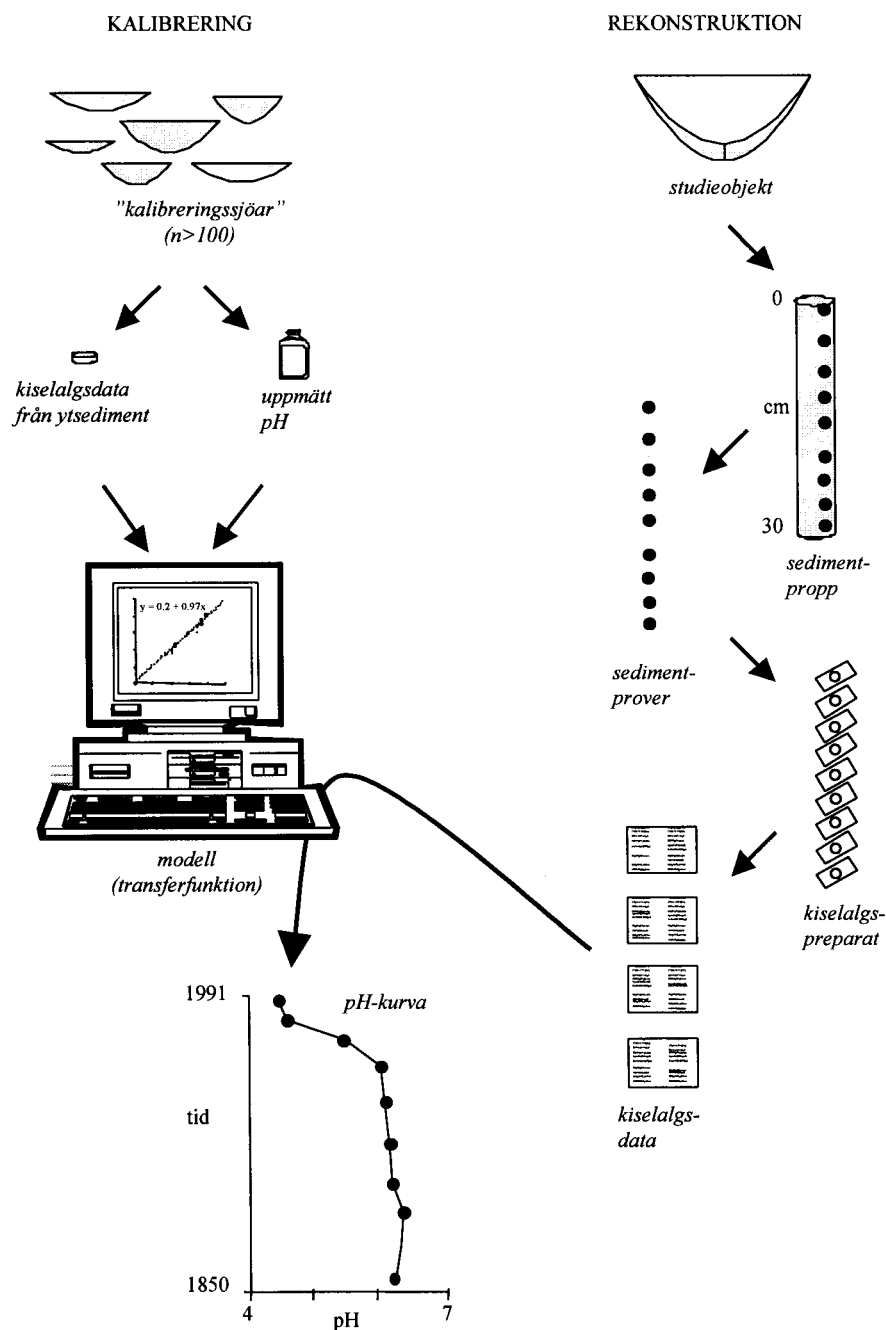 KALIBRERING
"kalibreringssjöar"
(n>100)
kiselalgsdata
från ytsediment
uppmätt
pH
y = 0.2 + 0.97x
modell
(transferfunktion)
1991
pH-kurva
tid
1850
4
7
pH
REKONSTRUKTION
studieobjekt
0
cm
30
sediment-
propp
sediment-
prover
kiselalgs-
preparat
kiselalgs-
data